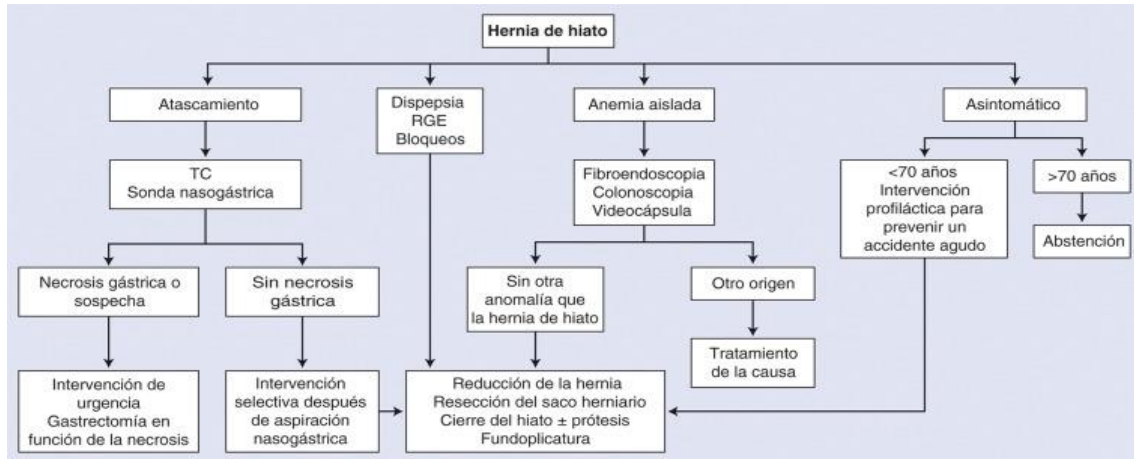 Hernia de hiato
Atascamiento
Dispepsia
RGE
Bloqueos
Anemia aislada
Asintomático
TC
Sonda nasogástrica
Fibroendoscopia
Colonoscopia
Videocápsula
<70 años
Intervención
profiláctica para
prevenir un
accidente agudo
>70 años
Abstención
Necrosis gástrica o
sospecha
Sin necrosis
gástrica
Sin otra
anomalía que
la hernia de hiato
Otro origen
Tratamiento
de la causa
Intervención de
urgencia
Gastrectomía en
función de la necrosis
Intervención
selectiva después
de aspiración
nasogástrica
Reducción de la hernia
Resección del saco herniario
Cierre del hiato ± prótesis
Fundoplicatura